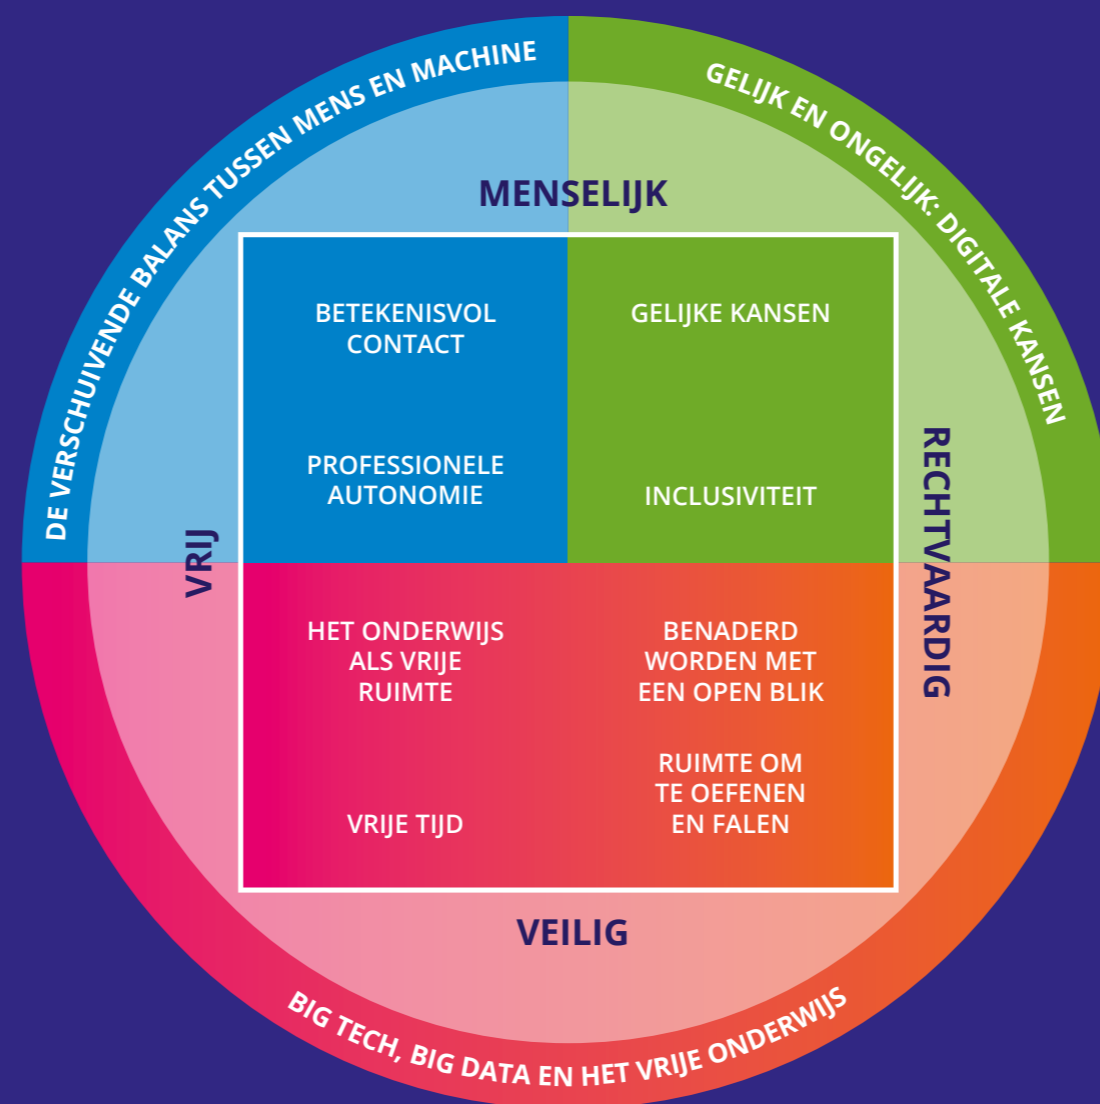 DE VERSCHUIVENDE BALANS TUSSEN MENS EN MACHINE
GELIJK EN ONGELIJK: DIGITALE KANSEN
MENSELIJK
BETEKENISVOL
CONTACT
GELIJKE KANSEN
PROFESSIONELE
AUTONOMIE
INCLUSIVITEIT
VRIJ
RECHTVAARDIG
HET ONDERWIJS
ALS VRIJE
RUIMTE
BENADERD
WORDEN MET
EEN OPEN BLIK
VRIJE TIJD
RUIMTE OM
TE OEFENEN
EN FALEN
VEILIG
BIG TECH, BIG DATA EN HET VRIJE ONDERWIJS